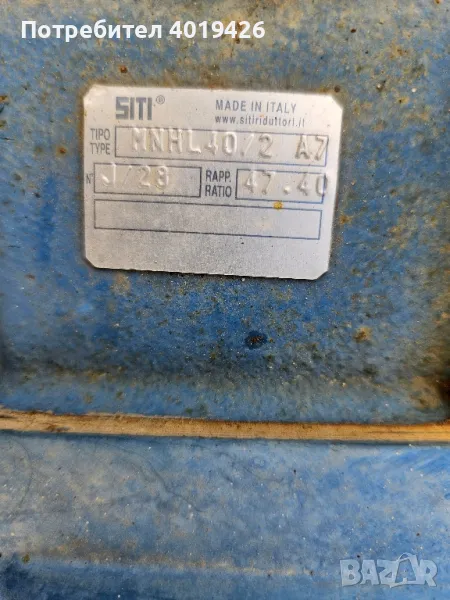 Потребител 4019426
SITI® MADE IN ITALY
www.sitiriduttori.it
TIPO TYPE MNHL40/2 A7
N° J/28 RAPP. RATIO 47.40
BAZAR